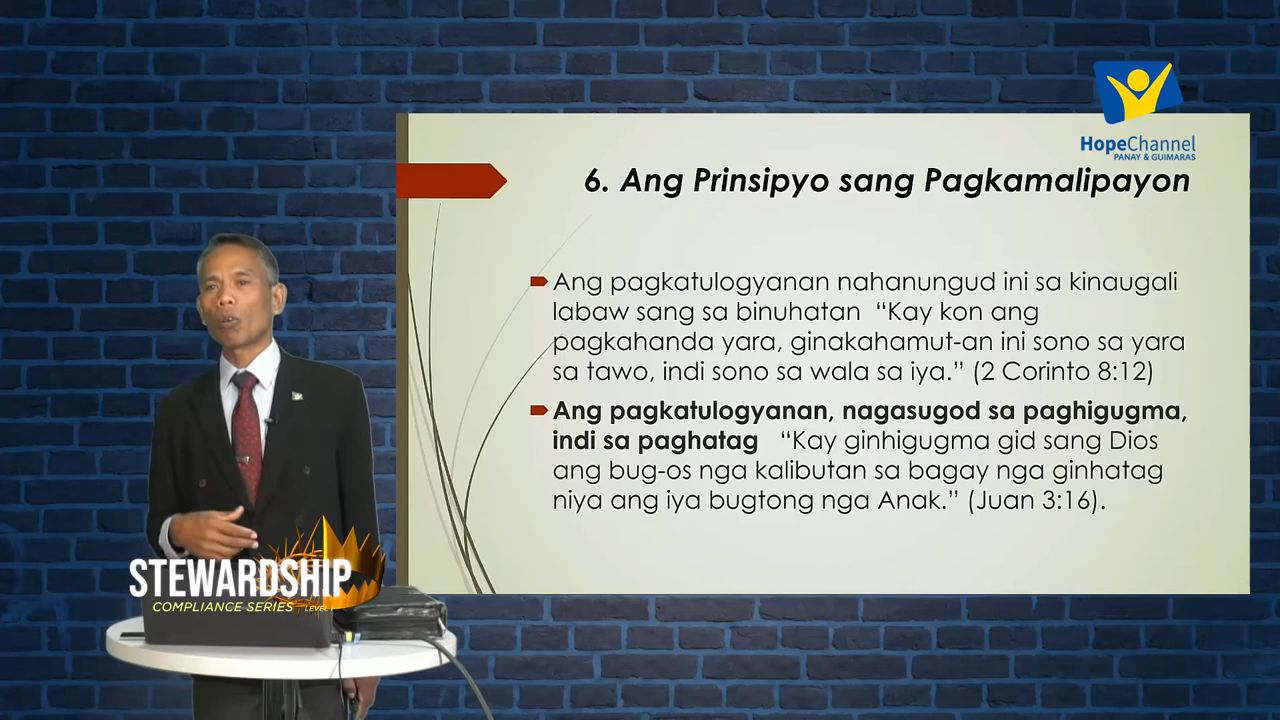 HopeChannel
PANAY & GUIMARAS
6. Ang Prinsipyo sang Pagkamalipayon
Ang pagkatulogyanan nahanungud ini sa kinaugali
labaw sang sa binuhatan “Kay kon ang
pagkahanda yara, ginakahamut-an ini sono sa yara
sa tawo, indi sono sa wala sa iya.” (2 Corinto 8:12)
Ang pagkatulogyanan, nagasugod sa paghigugma,
indi sa paghatag “Kay ginhigugma gid sang Dios
ang bug-os nga kalibutan sa bagay nga ginhatag
niya ang iya bugtong nga Anak.” (Juan 3:16).
STEWARDSHIP
COMPLIANCE SERIES LEVEL I